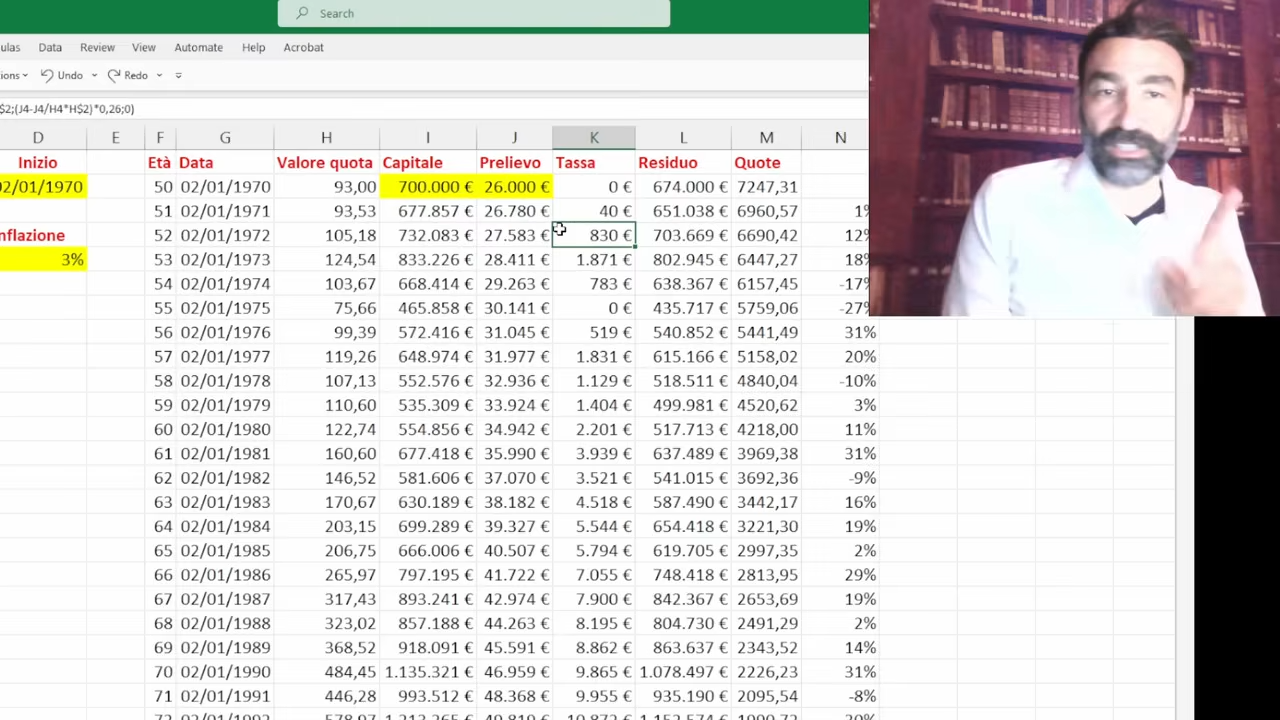 Search
ulas Data Review View Automate Help Acrobat
ions Undo Redo
$2;(J4-J4/H4*H$2)*0,26;0)
D E F G H I J K L M N
Inizio Età Data Valore quota Capitale Prelievo Tassa Residuo Quote
02/01/1970 50 02/01/1970 93,00 700.000 € 26.000 € 0 € 674.000 € 7247,31
51 02/01/1971 93,53 677.857 € 26.780 € 40 € 651.038 € 6960,57 1%
nflazione 52 02/01/1972 105,18 732.083 € 27.583 € 830 € 703.669 € 6690,42 12%
3% 53 02/01/1973 124,54 833.226 € 28.411 € 1.871 € 802.945 € 6447,27 18%
54 02/01/1974 103,67 668.414 € 29.263 € 783 € 638.367 € 6157,45 -17%
55 02/01/1975 75,66 465.858 € 30.141 € 0 € 435.717 € 5759,06 -27%
56 02/01/1976 99,39 572.416 € 31.045 € 519 € 540.852 € 5441,49 31%
57 02/01/1977 119,26 648.974 € 31.977 € 1.831 € 615.166 € 5158,02 20%
58 02/01/1978 107,13 552.576 € 32.936 € 1.129 € 518.511 € 4840,04 -10%
59 02/01/1979 110,60 535.309 € 33.924 € 1.404 € 499.981 € 4520,62 3%
60 02/01/1980 122,74 554.856 € 34.942 € 2.201 € 517.713 € 4218,00 11%
61 02/01/1981 160,60 677.418 € 35.990 € 3.939 € 637.489 € 3969,38 31%
62 02/01/1982 146,52 581.606 € 37.070 € 3.521 € 541.015 € 3692,36 -9%
63 02/01/1983 170,67 630.189 € 38.182 € 4.518 € 587.490 € 3442,17 16%
64 02/01/1984 203,15 699.289 € 39.327 € 5.544 € 654.418 € 3221,30 19%
65 02/01/1985 206,75 666.006 € 40.507 € 5.794 € 619.705 € 2997,35 2%
66 02/01/1986 265,97 797.195 € 41.722 € 7.055 € 748.418 € 2813,95 29%
67 02/01/1987 317,43 893.241 € 42.974 € 7.900 € 842.367 € 2653,69 19%
68 02/01/1988 323,02 857.188 € 44.263 € 8.195 € 804.730 € 2491,29 2%
69 02/01/1989 368,52 918.091 € 45.591 € 8.862 € 863.637 € 2343,52 14%
70 02/01/1990 484,45 1.135.321 € 46.959 € 9.865 € 1.078.497 € 2226,23 31%
71 02/01/1991 446,28 993.512 € 48.368 € 9.955 € 935.190 € 2095,54 -8%